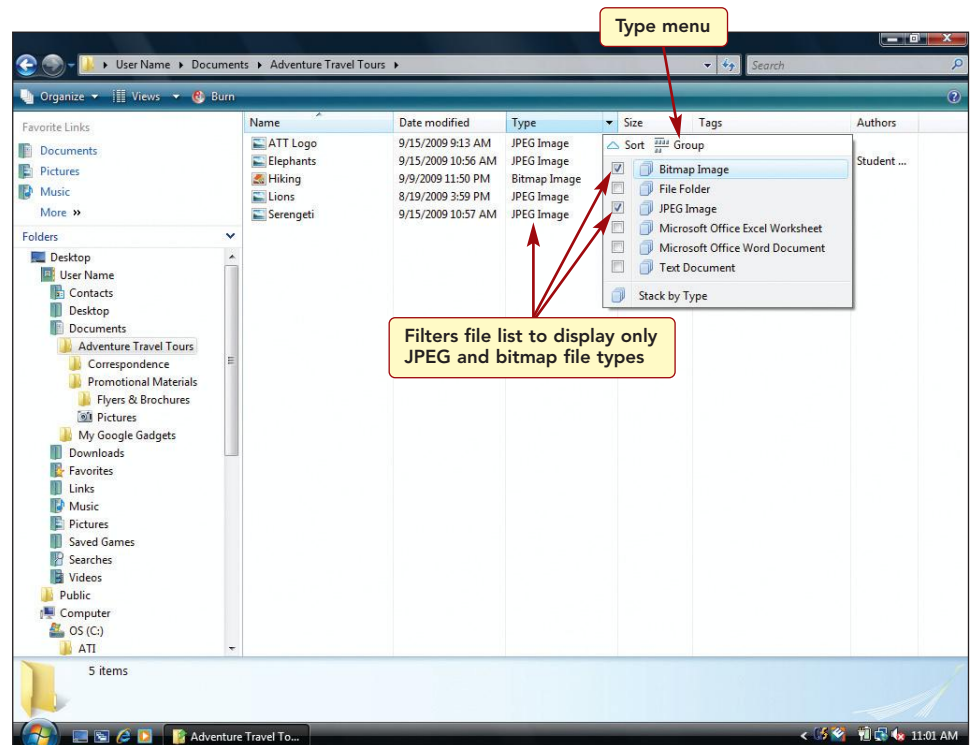 Type menu
User Name Documents Adventure Travel Tours
Search
Organize Views Burn
Favorite Links
Documents
Pictures
Music
More »
Folders
Desktop
User Name
Contacts
Desktop
Documents
Adventure Travel Tours
Correspondence
Promotional Materials
Flyers & Brochures
Pictures
My Google Gadgets
Downloads
Favorites
Links
Music
Pictures
Saved Games
Searches
Videos
Public
Computer
OS (C:)
ATI
Name Date modified Type Size Tags Authors
ATT Logo 9/15/2009 9:13 AM JPEG Image
Elephants 9/15/2009 10:56 AM JPEG Image Student ...
Hiking 9/9/2009 11:50 PM Bitmap Image
Lions 8/19/2009 3:59 PM JPEG Image
Serengeti 9/15/2009 10:57 AM JPEG Image
Sort Group
Bitmap Image
File Folder
JPEG Image
Microsoft Office Excel Worksheet
Microsoft Office Word Document
Text Document
Stack by Type
Filters file list to display only
JPEG and bitmap file types
5 items
Adventure Travel To...
11:01 AM